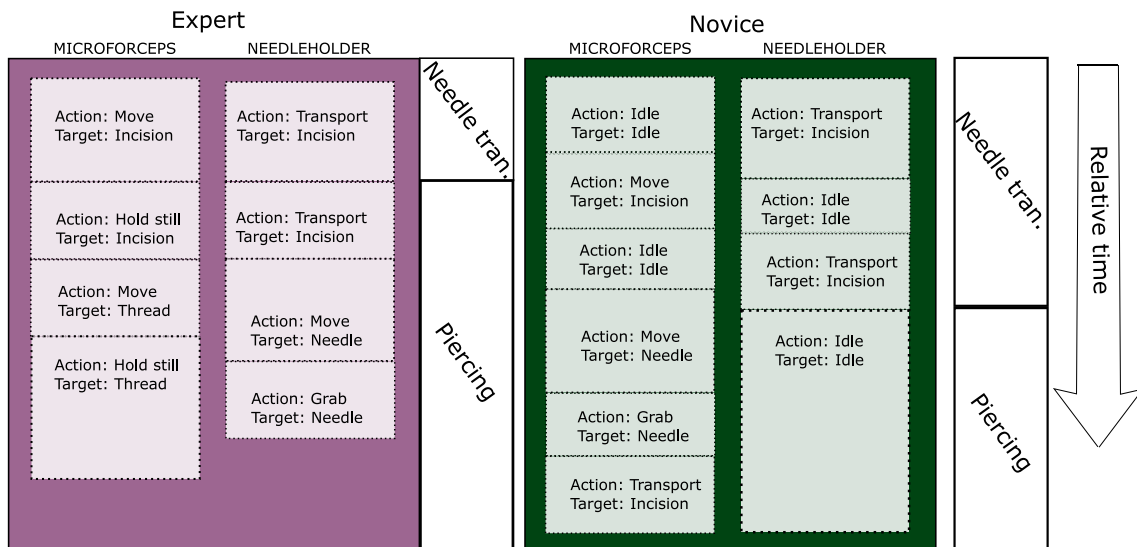 Expert
MICROFORCEPS
NEEDLEHOLDER
Action: Move
Target: Incision
Action: Hold still
Target: Incision
Action: Move
Target: Thread
Action: Hold still
Target: Thread
Action: Transport
Target: Incision
Action: Transport
Target: Incision
Action: Move
Target: Needle
Action: Grab
Target: Needle
Needle tran.
Piercing
Novice
MICROFORCEPS
NEEDLEHOLDER
Action: Idle
Target: Idle
Action: Move
Target: Incision
Action: Idle
Target: Idle
Action: Move
Target: Needle
Action: Grab
Target: Needle
Action: Transport
Target: Incision
Action: Transport
Target: Incision
Action: Idle
Target: Idle
Action: Transport
Target: Incision
Action: Idle
Target: Idle
Needle tran.
Piercing
Relative time